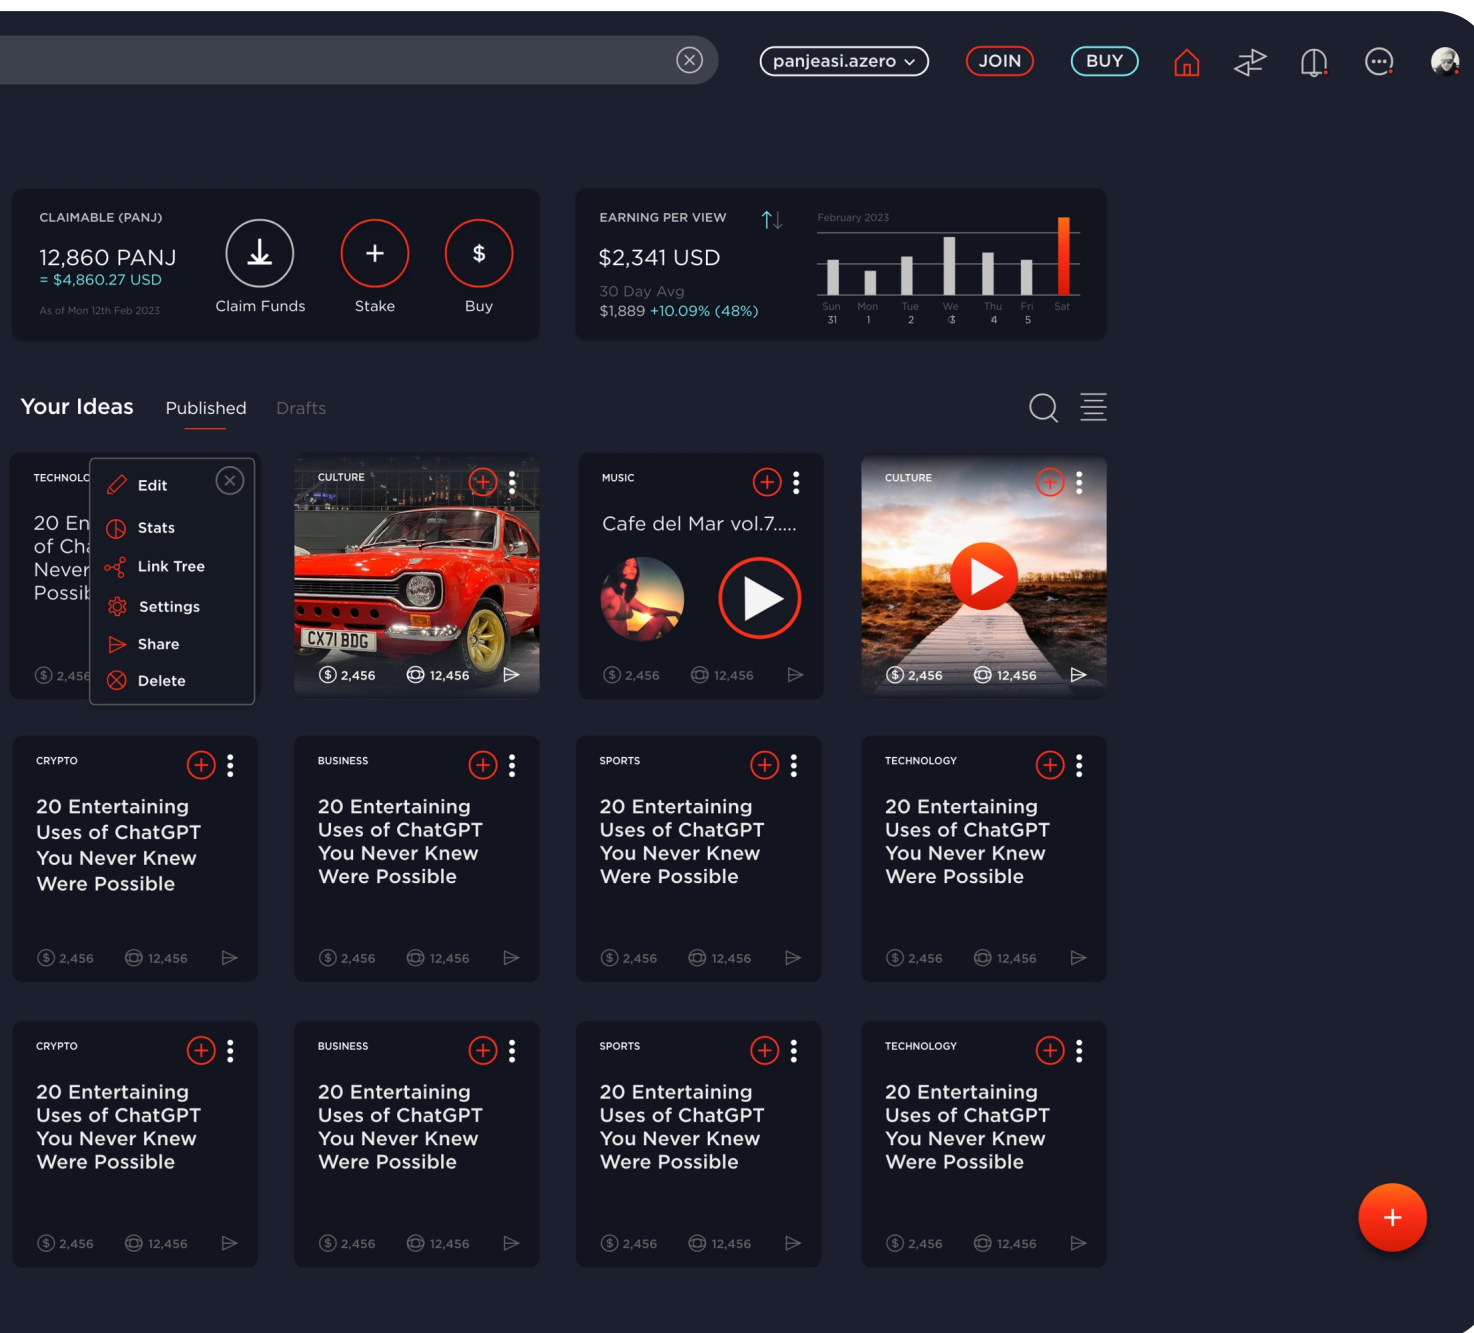 panjeasi.azero
JOIN
BUY
CLAIMABLE (PANJ)
12,860 PANJ
= $4,860.27 USD
As of Mon 12th Feb 2023
Claim Funds
Stake
$
Buy
EARNING PER VIEW
$2,341 USD
30 Day Avg
$1,889 +10.09% (48%)
February 2023
Sun Mon Tue We Thu Fri Sat
31 1 2 3 4 5
Your Ideas
Published
Drafts
TECHNOLO
20 En
of Cha
Never
Possib
$ 2,456
Edit
Stats
Link Tree
Settings
Share
Delete
CULTURE
CX71 BDG
$ 2,456 12,456
MUSIC
Cafe del Mar vol.7.....
$ 2,456 12,456
CULTURE
$ 2,456 12,456
CRYPTO
20 Entertaining
Uses of ChatGPT
You Never Knew
Were Possible
$ 2,456 12,456
BUSINESS
20 Entertaining
Uses of ChatGPT
You Never Knew
Were Possible
$ 2,456 12,456
SPORTS
20 Entertaining
Uses of ChatGPT
You Never Knew
Were Possible
$ 2,456 12,456
TECHNOLOGY
20 Entertaining
Uses of ChatGPT
You Never Knew
Were Possible
$ 2,456 12,456
CRYPTO
20 Entertaining
Uses of ChatGPT
You Never Knew
Were Possible
$ 2,456 12,456
BUSINESS
20 Entertaining
Uses of ChatGPT
You Never Knew
Were Possible
$ 2,456 12,456
SPORTS
20 Entertaining
Uses of ChatGPT
You Never Knew
Were Possible
$ 2,456 12,456
TECHNOLOGY
20 Entertaining
Uses of ChatGPT
You Never Knew
Were Possible
$ 2,456 12,456